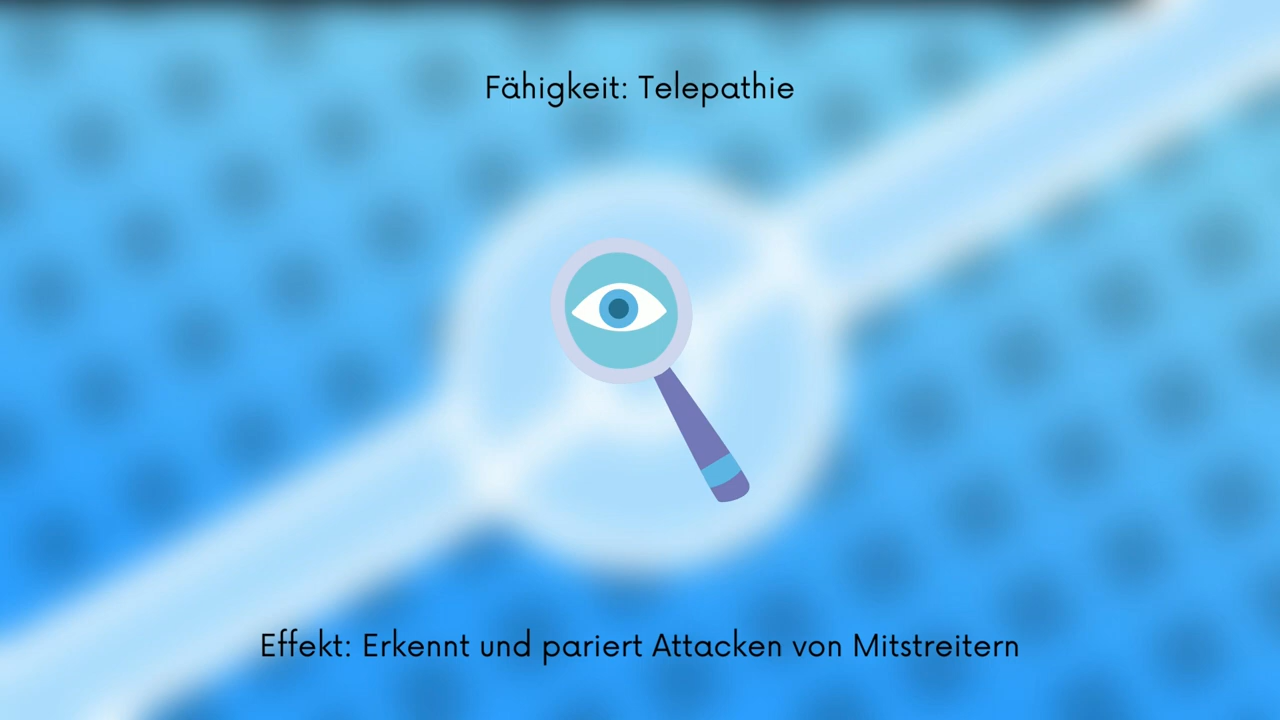 Fähigkeit: Telepathie
Effekt: Erkennt und pariert Attacken von Mitstreitern